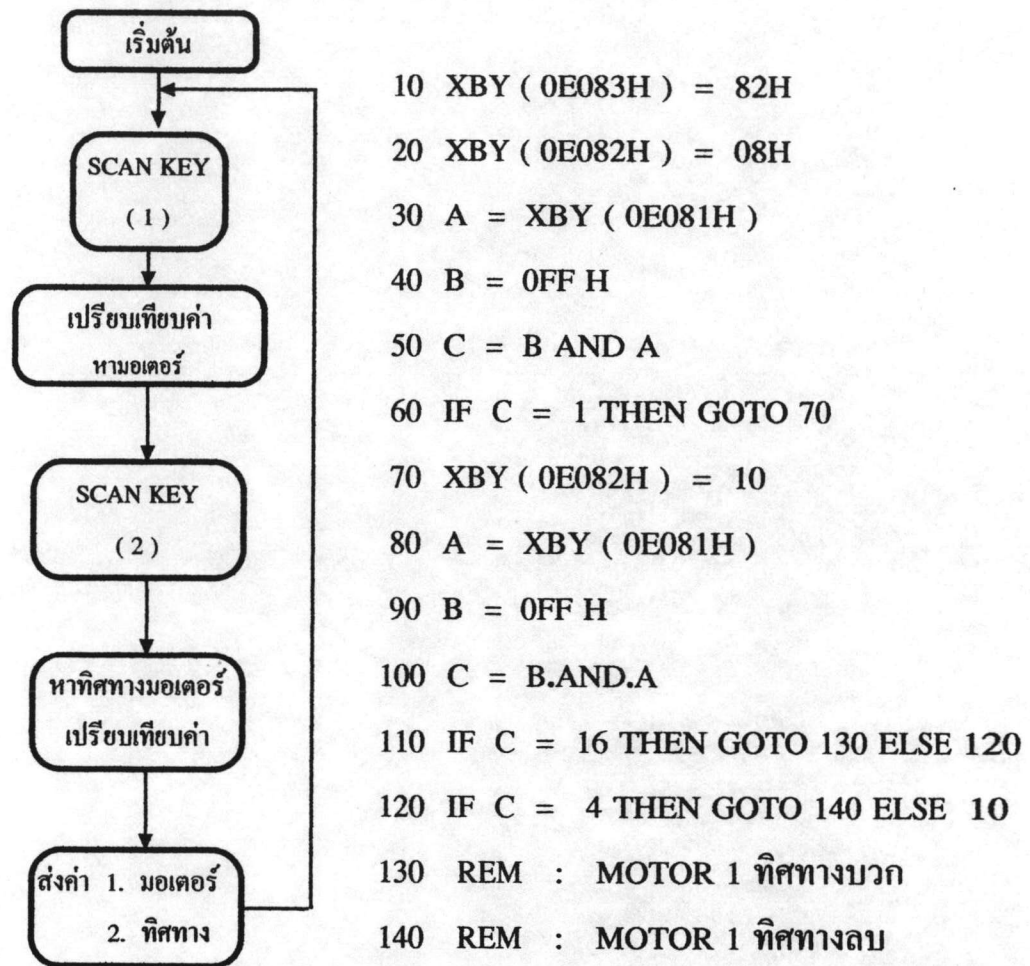 เริ่มต้น
SCAN KEY
( 1 )
เปรียบเทียบค่า
หามอเตอร์
SCAN KEY
( 2 )
หาทิศทางมอเตอร์
เปรียบเทียบค่า
ส่งค่า 1. มอเตอร์
2. ทิศทาง
10 XBY ( 0E083H ) = 82H
20 XBY ( 0E082H ) = 08H
30 A = XBY ( 0E081H )
40 B = 0FF H
50 C = B AND A
60 IF C = 1 THEN GOTO 70
70 XBY ( 0E082H ) = 10
80 A = XBY ( 0E081H )
90 B = 0FF H
100 C = B.AND.A
110 IF C = 16 THEN GOTO 130 ELSE 120
120 IF C = 4 THEN GOTO 140 ELSE 10
130 REM : MOTOR 1 ทิศทางบวก
140 REM : MOTOR 1 ทิศทางลบ